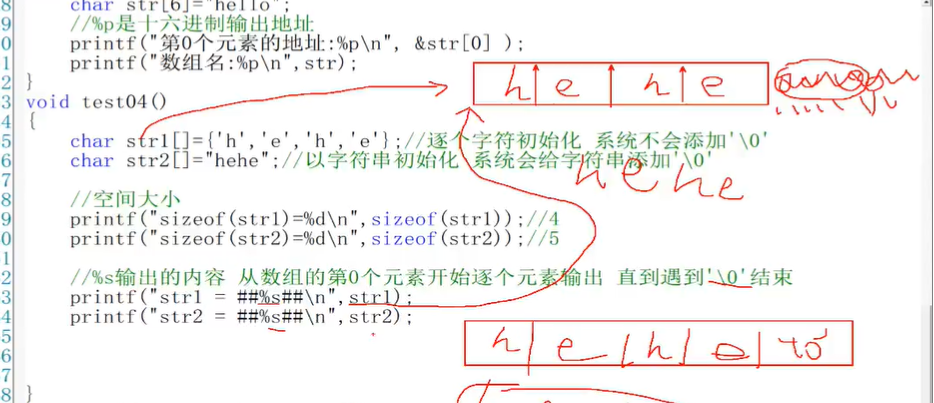 8 char str[6]="hello";
9 //%p是十六进制输出地址
0 printf("第0个元素的地址:%p\n", &str[0] );
1 printf("数组名:%p\n",str);
2 }
3 void test04()
4 {
5 char str1[]={'h','e','h','e'};//逐个字符初始化 系统不会添加'\0'
6 char str2[]="hehe";//以字符串初始化 系统会给字符串添加'\0'
7
8 //空间大小
9 printf("sizeof(str1)=%d\n",sizeof(str1));//4
0 printf("sizeof(str2)=%d\n",sizeof(str2));//5
1
2 //%s输出的内容 从数组的第0个元素开始逐个元素输出 直到遇到'\0'结束
3 printf("str1 = ##%s##\n",str1);
4 printf("str2 = ##%s##\n",str2);
5
6
7
8 }
h e h e
hehe
h e h e \0